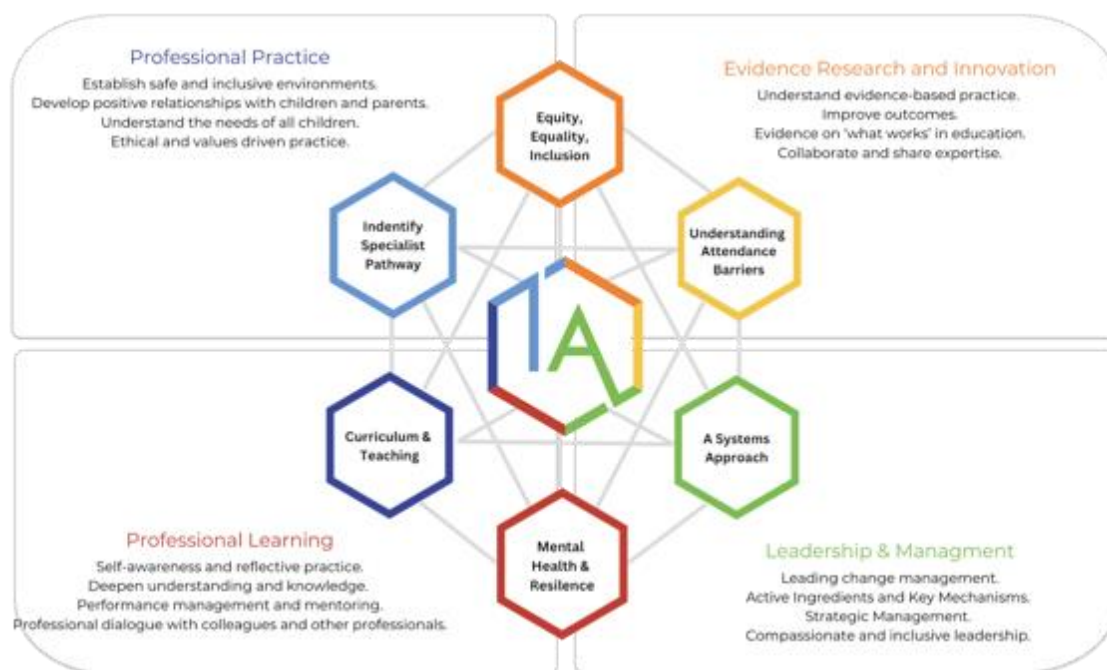 Professional Practice
Establish safe and inclusive environments.
Develop positive relationships with children and parents.
Understand the needs of all children.
Ethical and values driven practice.
Evidence Research and Innovation
Understand evidence-based practice.
Improve outcomes.
Evidence on 'what works' in education.
Collaborate and share expertise.
Equity,
Equality,
Inclusion
Indentify
Specialist
Pathway
Understanding
Attendance
Barriers
1A
Curriculum &
Teaching
A Systems
Approach
Mental
Health &
Resilence
Professional Learning
Self-awareness and reflective practice.
Deepen understanding and knowledge.
Performance management and mentoring.
Professional dialogue with colleagues and other professionals.
Leadership & Managment
Leading change management.
Active Ingredients and Key Mechanisms.
Strategic Management.
Compassionate and inclusive leadership.